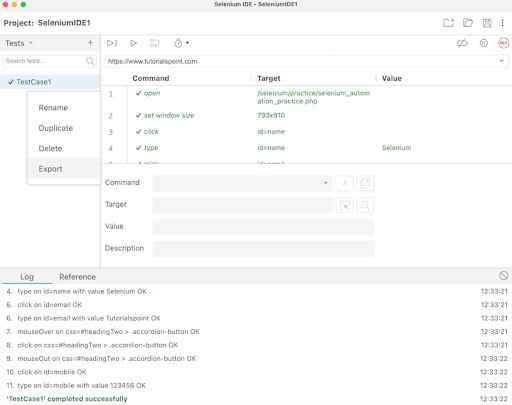 Selenium IDE - SeleniumIDE1
Project: SeleniumIDE1
Tests
Search tests...
https://www.tutorialspoint.com
Command Target Value
✓ TestCase1
1 ✓ open /selenium/practice/selenium_autom
ation_practice.php
2 ✓ set window size 793x910
3 ✓ click id=name
4 ✓ type id=name Selenium
Rename
Duplicate
Delete
Export
Command
//
Target
Value
Description
Log Reference
4. type on id=name with value Selenium OK 12:33:21
5. click on id=email OK 12:33:21
6. type on id=email with value Tutorialspoint OK 12:33:21
7. mouseOver on css=#headingTwo > .accordion-button OK 12:33:21
8. click on css=#headingTwo > .accordion-button OK 12:33:21
9. mouseOut on css=#headingTwo > .accordion-button OK 12:33:22
10. click on id=mobile OK 12:33:22
11. type on id=mobile with value 123456 OK 12:33:22
'TestCase1' completed successfully 12:33:22